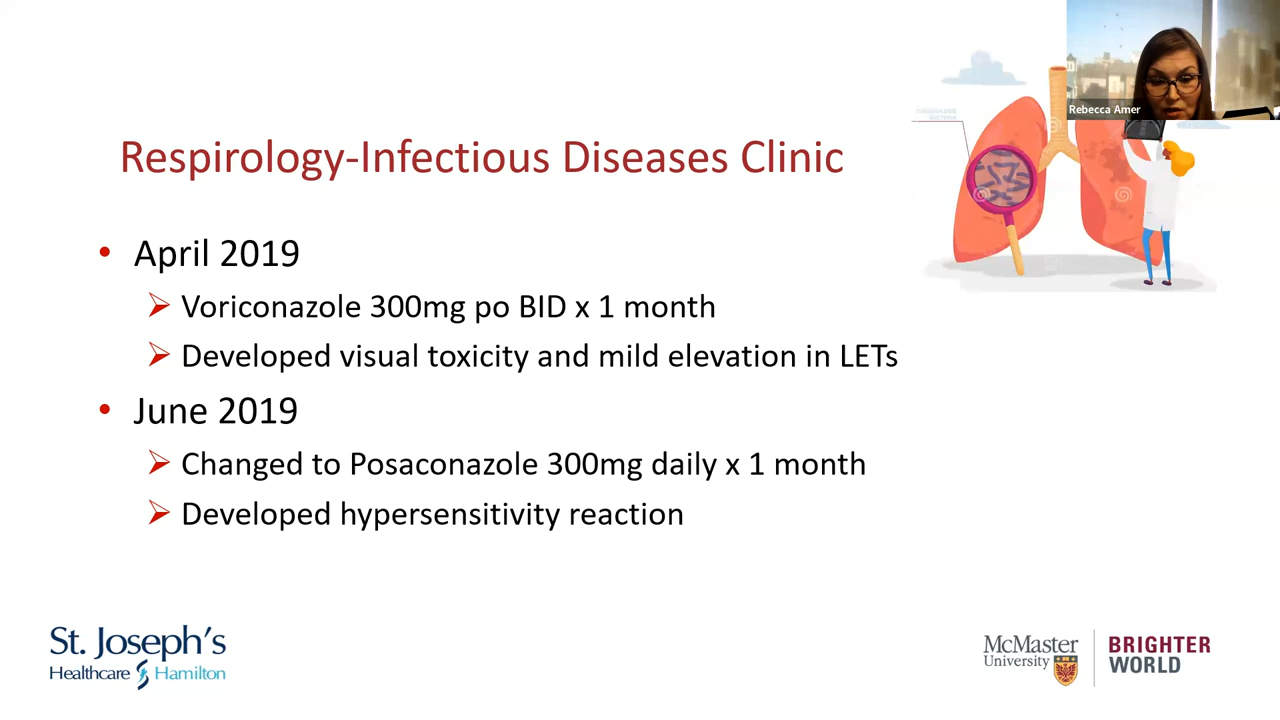 Rebecca Amer
Respirology-Infectious Diseases Clinic
• April 2019
Voriconazole 300mg po BID x 1 month
Developed visual toxicity and mild elevation in LETs
• June 2019
Changed to Posaconazole 300mg daily x 1 month
Developed hypersensitivity reaction
St. Joseph's
Healthcare Hamilton
McMaster
University
BRIGHTER
WORLD